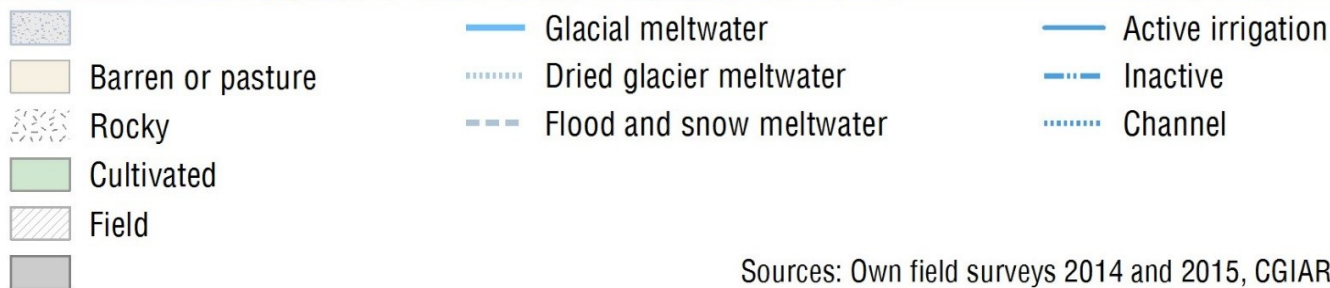 Glacial meltwater
Active irrigation
Barren or pasture
Dried glacier meltwater
Inactive
Rocky
Flood and snow meltwater
Channel
Cultivated
Field
Sources: Own field surveys 2014 and 2015, CGIAR